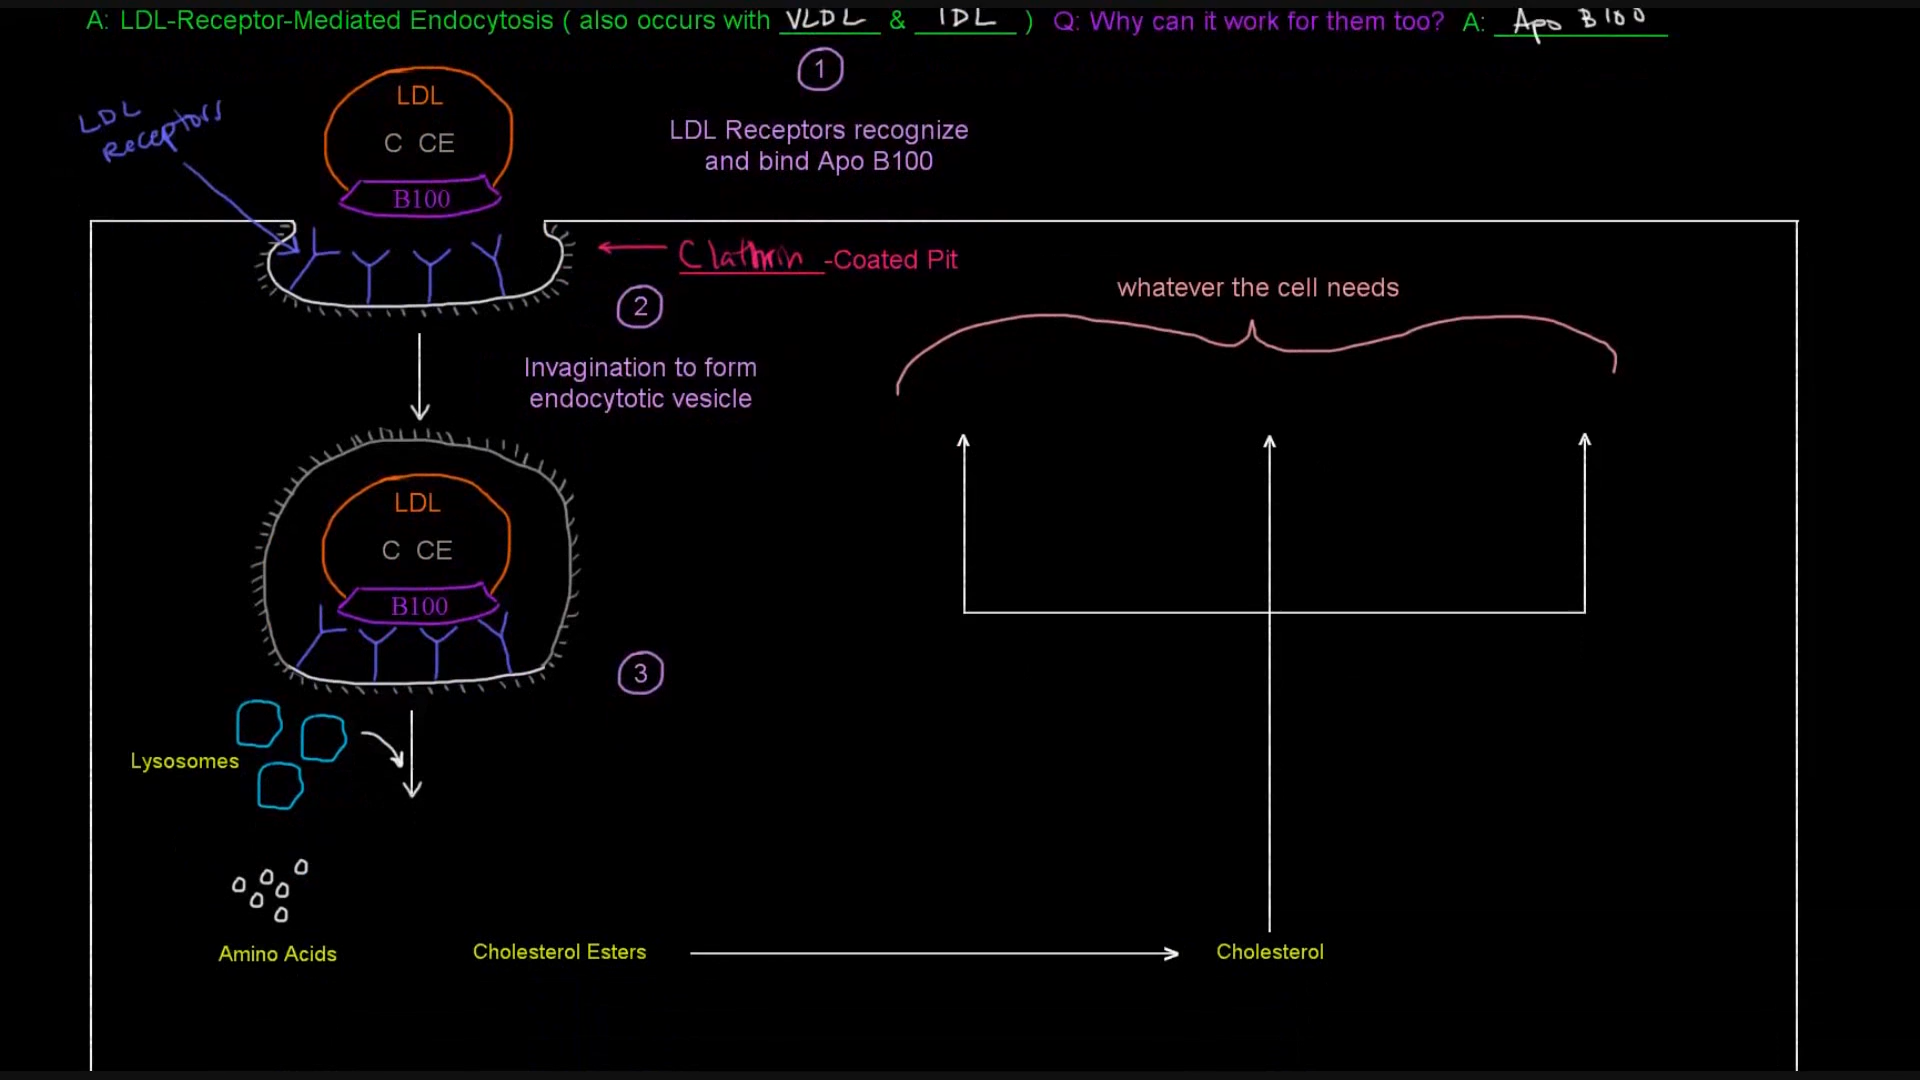 A: LDL-Receptor-Mediated Endocytosis ( also occurs with VLDL & IDL ) Q: Why can it work for them too? A: Apo B100
1
LDL
C CE
B100
LDL
receptors
LDL Receptors recognize
and bind Apo B100
Clathrin-Coated Pit
2
Invagination to form
endocytotic vesicle
whatever the cell needs
LDL
C CE
B100
3
Lysosomes
Amino Acids
Cholesterol Esters
Cholesterol